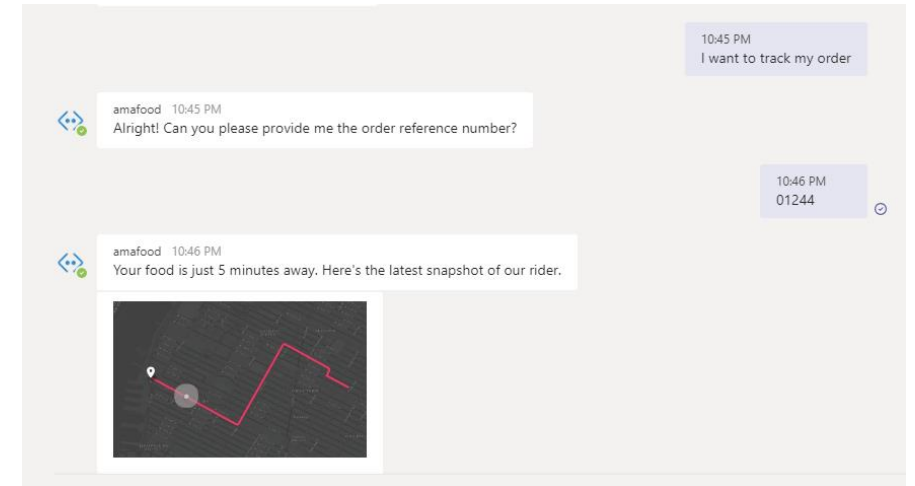 10:45 PM
I want to track my order
amafood 10:45 PM
Alright! Can you please provide me the order reference number?
10:46 PM
01244
amafood 10:46 PM
Your food is just 5 minutes away. Here's the latest snapshot of our rider.